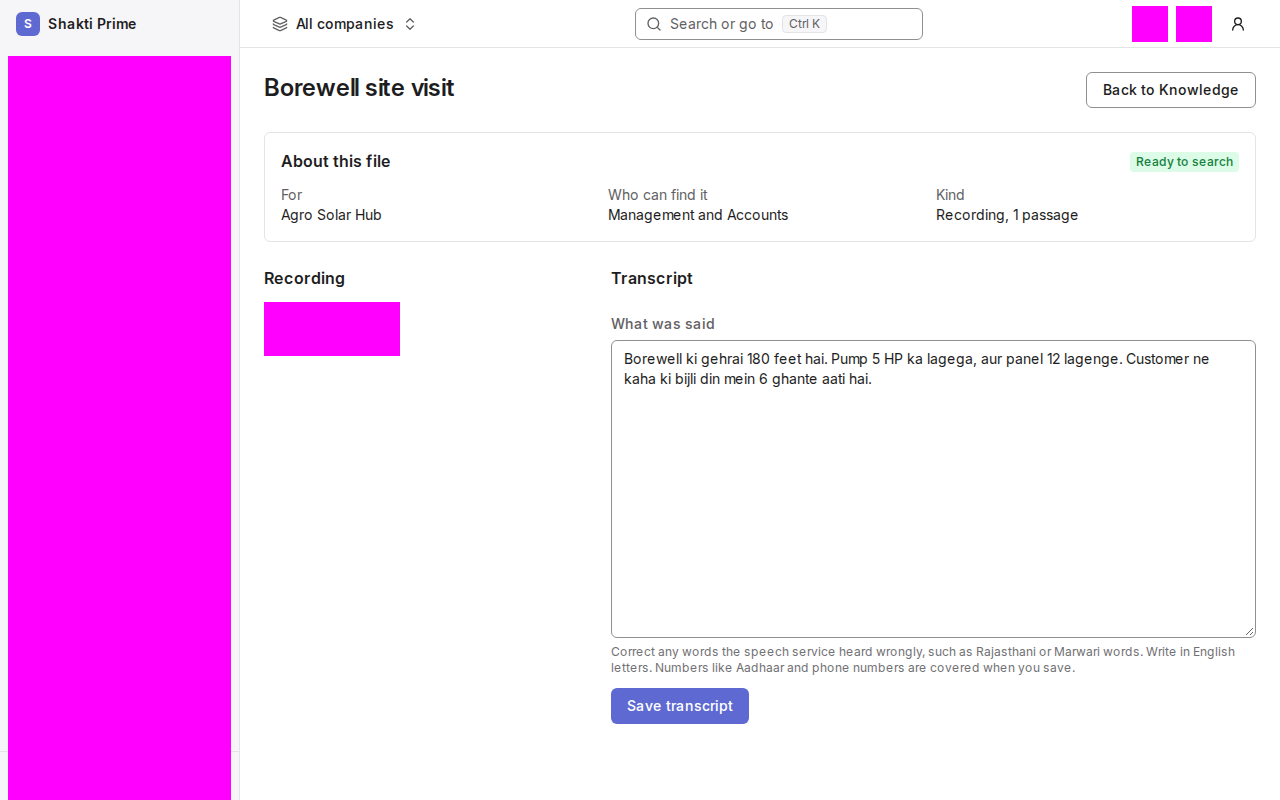 S Shakti Prime
All companies
Search or go to Ctrl K
Borewell site visit
Back to Knowledge
About this file
Ready to search
For
Agro Solar Hub
Who can find it
Management and Accounts
Kind
Recording, 1 passage
Recording
Transcript
What was said
Borewell ki gehrai 180 feet hai. Pump 5 HP ka lagega, aur panel 12 lagenge. Customer ne
kaha ki bijli din mein 6 ghante aati hai.
Correct any words the speech service heard wrongly, such as Rajasthani or Marwari words. Write in English
letters. Numbers like Aadhaar and phone numbers are covered when you save.
Save transcript